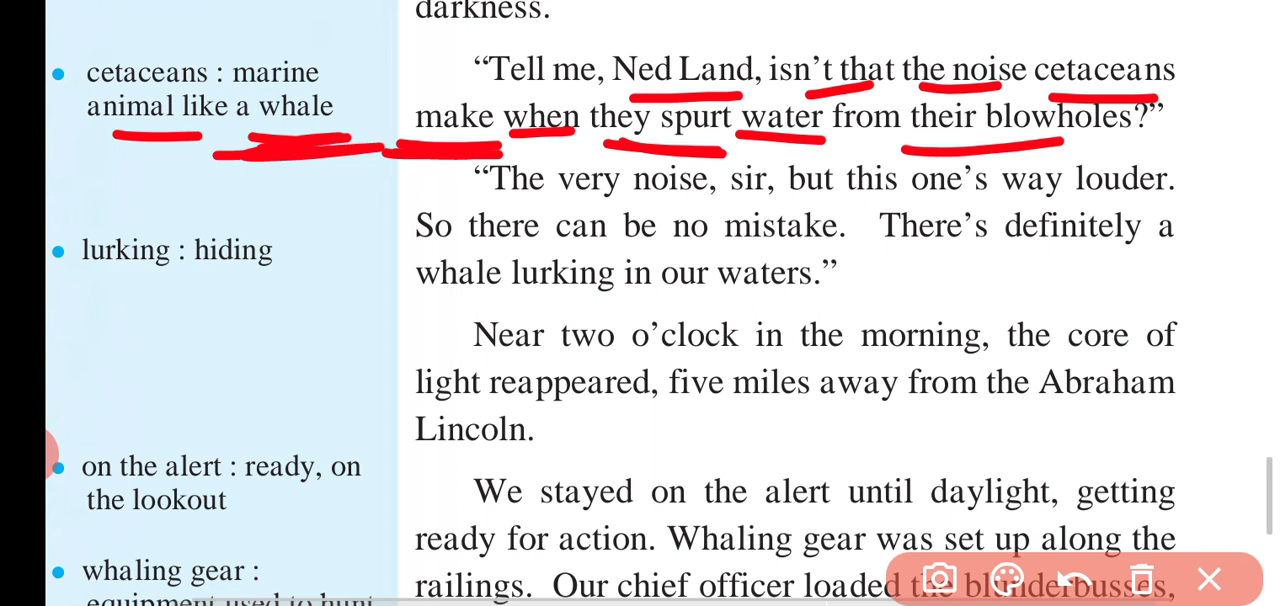 darkness.
cetaceans : marine
animal like a whale
“Tell me, Ned Land, isn’t that the noise cetaceans
make when they spurt water from their blowholes?”
“The very noise, sir, but this one’s way louder.
So there can be no mistake. There’s definitely a
whale lurking in our waters.”
lurking : hiding
Near two o’clock in the morning, the core of
light reappeared, five miles away from the Abraham
Lincoln.
on the alert : ready, on
the lookout
We stayed on the alert until daylight, getting
ready for action. Whaling gear was set up along the
railings. Our chief officer loaded the blunderbusses,
whaling gear :
equipment used to hunt